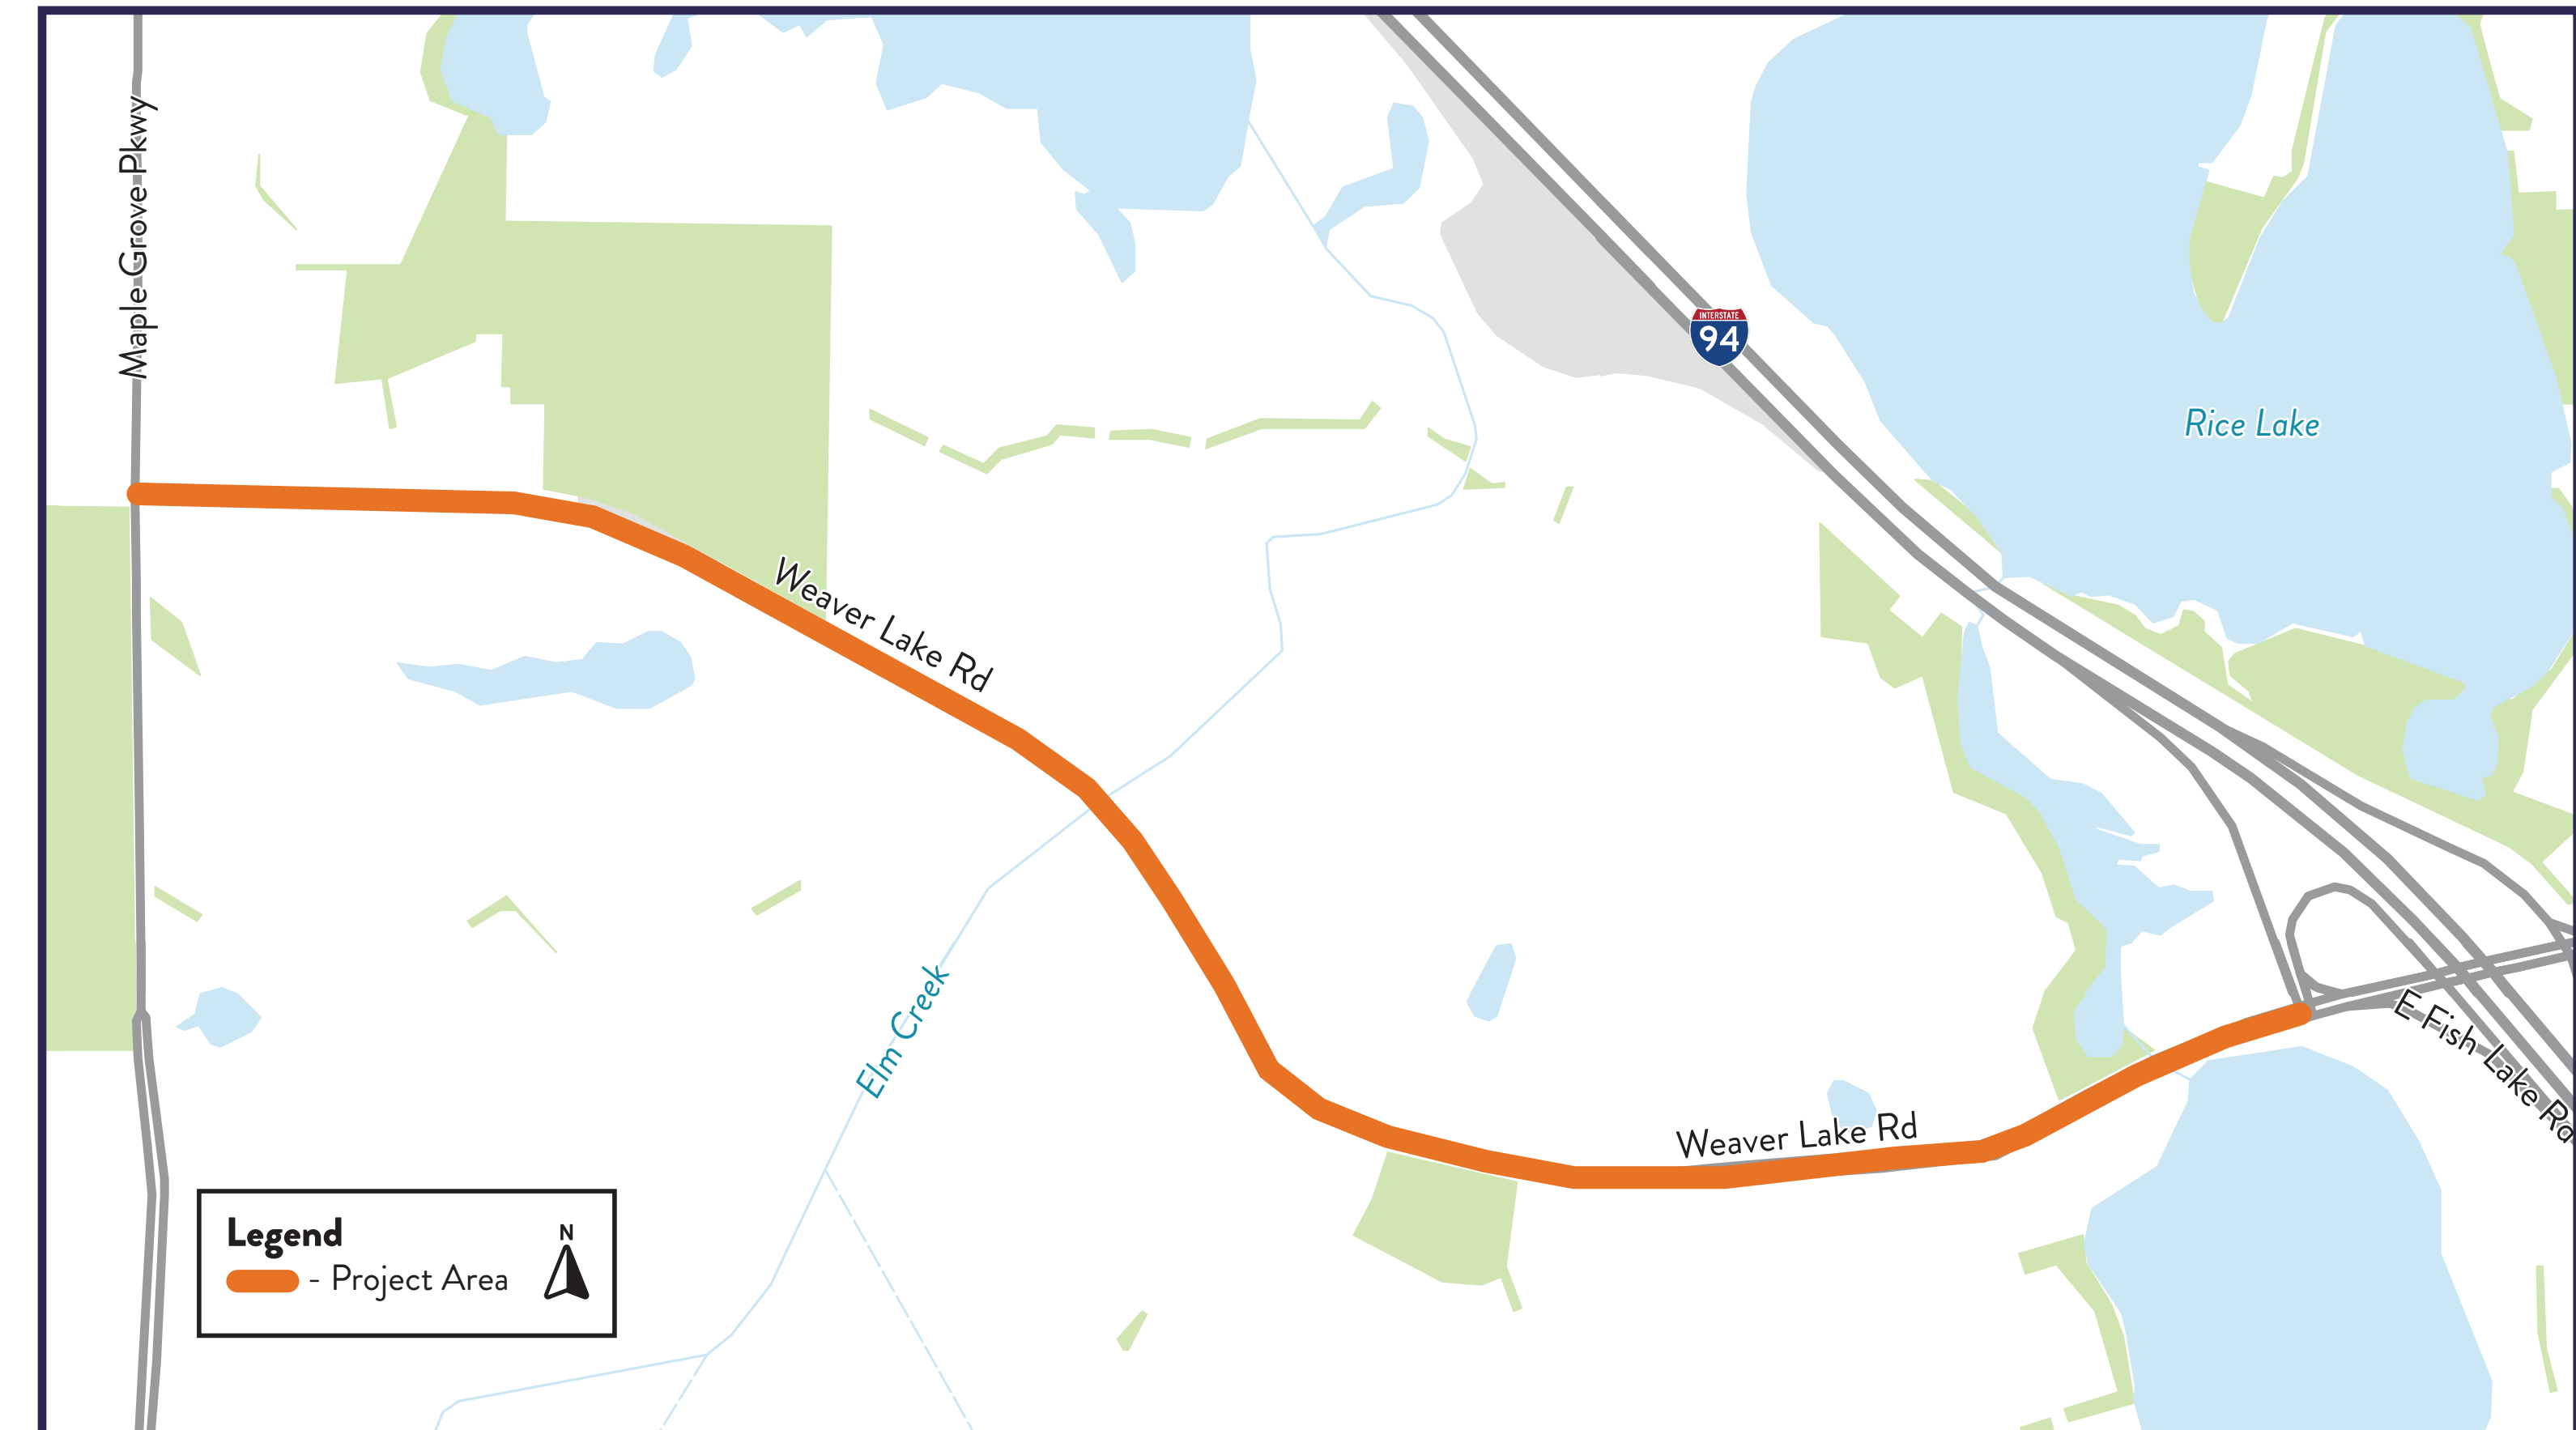 Maple Grove Pkwy
INTERSTATE
94
Rice Lake
Weaver Lake Rd
Elm Creek
E Fish Lake Rd
Weaver Lake Rd
Legend
N
- Project Area